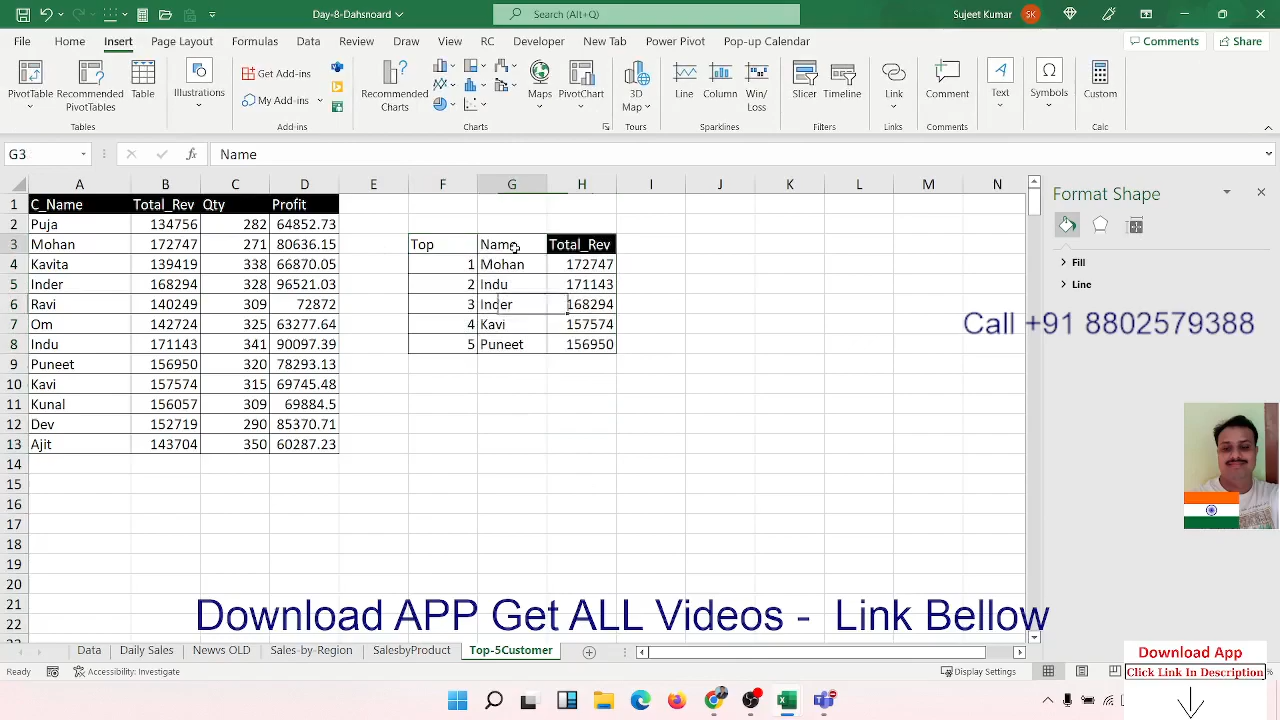 Day-8-Dahsnoard
Search (Alt+Q)
Sujeet Kumar SK
File Home Insert Page Layout Formulas Data Review Draw View RC Developer New Tab Power Pivot Pop-up Calendar
Comments Share
PivotTable Recommended PivotTables Table
Illustrations
Get Add-ins
My Add-ins
Recommended Charts
Maps PivotChart
3D Map
Line Column Win/Loss
Slicer Timeline
Link
Comment
Text
Symbols
Custom
Tables Add-ins Charts Tours Sparklines Filters Links Comments Calc
G3 fx Name
A B C D E F G H I J K L M N
1 C_Name Total_Rev Qty Profit
2 Puja 134756 282 64852.73
3 Mohan 172747 271 80636.15 Top Name Total_Rev
4 Kavita 139419 338 66870.05 1 Mohan 172747
5 Inder 168294 328 96521.03 2 Indu 171143
6 Ravi 140249 309 72872 3 Inder 168294
7 Om 142724 325 63277.64 4 Kavi 157574
8 Indu 171143 341 90097.39 5 Puneet 156950
9 Puneet 156950 320 78293.13
10 Kavi 157574 315 69745.48
11 Kunal 156057 309 69884.5
12 Dev 152719 290 85370.71
13 Ajit 143704 350 60287.23
14
15
16
17
18
19
20
21
22
Format Shape
Fill
Line
Call +91 8802579388
Download APP Get ALL Videos - Link Bellow
Data Daily Sales Newvs OLD Sales-by-Region SalesbyProduct Top-5Customer
Ready Accessibility: Investigate Display Settings
Download App
Click Link In Description